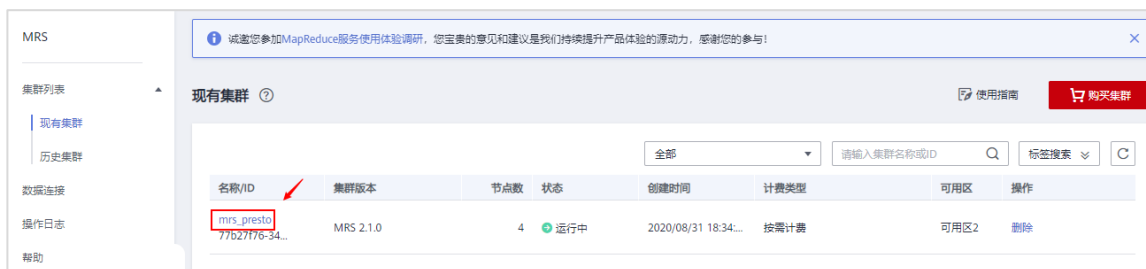 MRS
诚邀您参加MapReduce服务使用体验调研，您宝贵的意见和建议是我们持续提升产品体验的源动力，感谢您的参与!
集群列表
现有集群
历史集群
数据连接
操作日志
帮助
现有集群
使用指南
购买集群
全部
请输入集群名称或ID
标签搜索
名称/ID 集群版本 节点数 状态 创建时间 计费类型 可用区 操作
mrs_presto MRS 2.1.0 4 运行中 2020/08/31 18:34:... 按需计费 可用区2 删除
77b27f76-34...